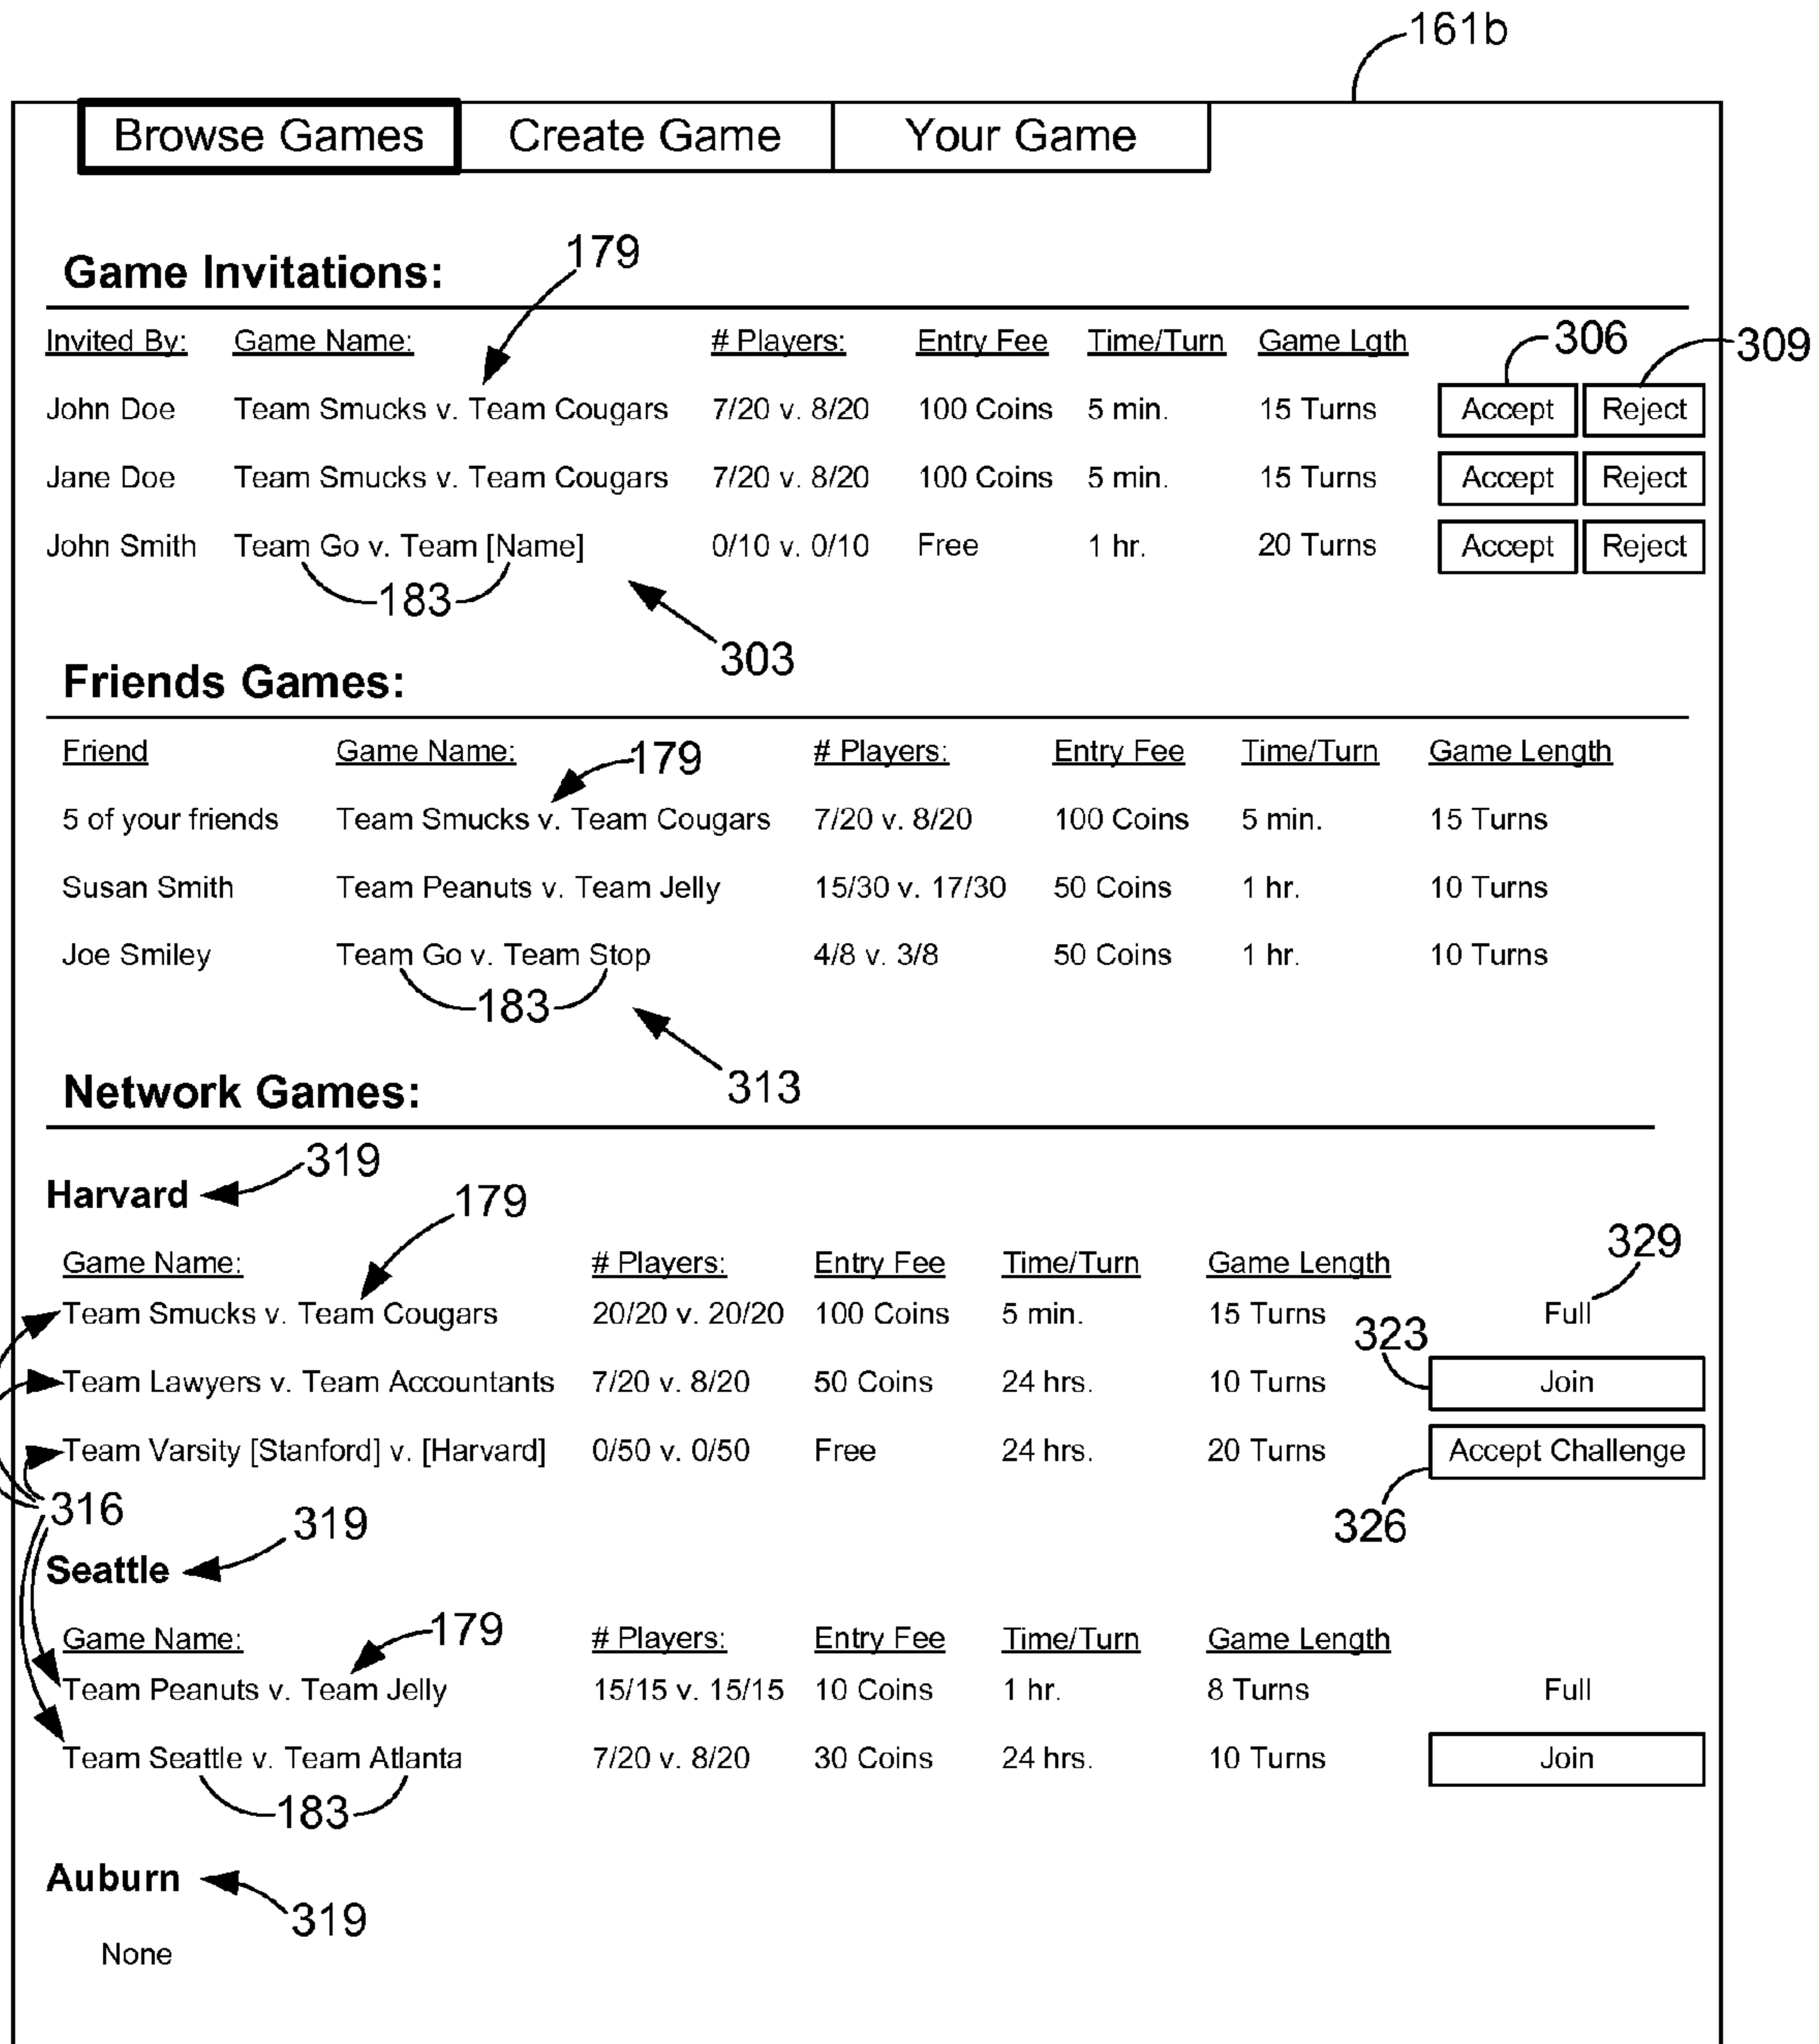 161b
Browse Games Create Game Your Game
Game Invitations: 179
Invited By: Game Name: # Players: Entry Fee Time/Turn Game Lgth 306 309
John Doe Team Smucks v. Team Cougars 7/20 v. 8/20 100 Coins 5 min. 15 Turns Accept Reject
Jane Doe Team Smucks v. Team Cougars 7/20 v. 8/20 100 Coins 5 min. 15 Turns Accept Reject
John Smith Team Go v. Team [Name] 0/10 v. 0/10 Free 1 hr. 20 Turns Accept Reject
183
303
Friends Games:
Friend Game Name: 179 # Players: Entry Fee Time/Turn Game Length
5 of your friends Team Smucks v. Team Cougars 7/20 v. 8/20 100 Coins 5 min. 15 Turns
Susan Smith Team Peanuts v. Team Jelly 15/30 v. 17/30 50 Coins 1 hr. 10 Turns
Joe Smiley Team Go v. Team Stop 4/8 v. 3/8 50 Coins 1 hr. 10 Turns
183
313
Network Games:
319
Harvard 179
329
Game Name: # Players: Entry Fee Time/Turn Game Length
Team Smucks v. Team Cougars 20/20 v. 20/20 100 Coins 5 min. 15 Turns Full
323
Team Lawyers v. Team Accountants 7/20 v. 8/20 50 Coins 24 hrs. 10 Turns Join
Team Varsity [Stanford] v. [Harvard] 0/50 v. 0/50 Free 24 hrs. 20 Turns Accept Challenge
316 319 326
Seattle
Game Name: 179 # Players: Entry Fee Time/Turn Game Length
Team Peanuts v. Team Jelly 15/15 v. 15/15 10 Coins 1 hr. 8 Turns Full
Team Seattle v. Team Atlanta 7/20 v. 8/20 30 Coins 24 hrs. 10 Turns Join
183
Auburn
319
None